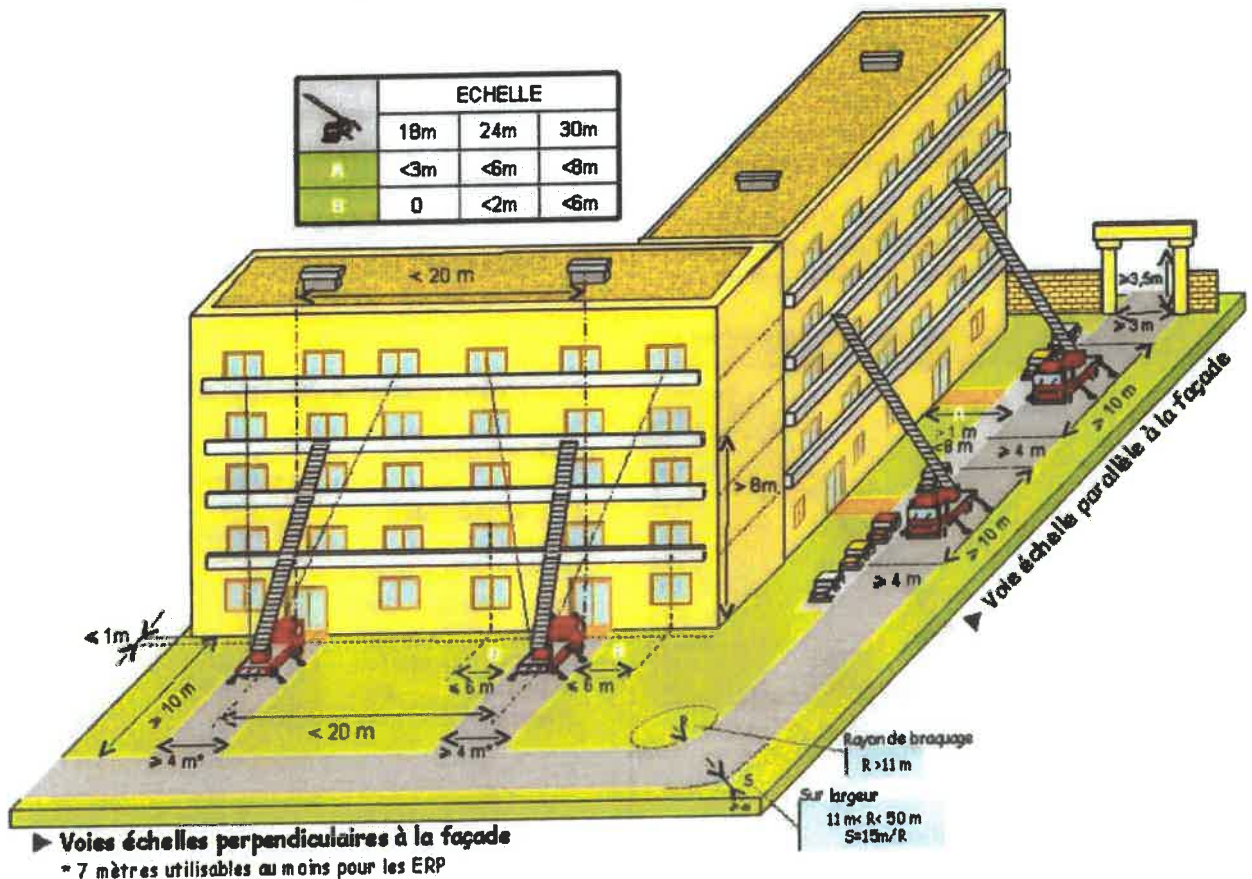 ECHELLE
18m 24m 30m
A <3m <6m <8m
B 0 <2m <6m
< 20 m
≥3,5m
≥ 3 m
≥ 10 m
A
> 1 m
<8 m
≥ 4 m
> 8m
≥ 10 m
≥ 4 m
Voie échelle parallèle à la façade
≤ 1m
≥ 10 m
B
≤ 6 m
≤ 6 m
< 20 m
≥ 4 m*
≥ 4 m*
Rayon de braquage
R >11 m
S
Sur largeur
11 m< R< 50 m
S=15m/R
Voies échelles perpendiculaires à la façade
* 7 mètres utilisables au moins pour les ERP